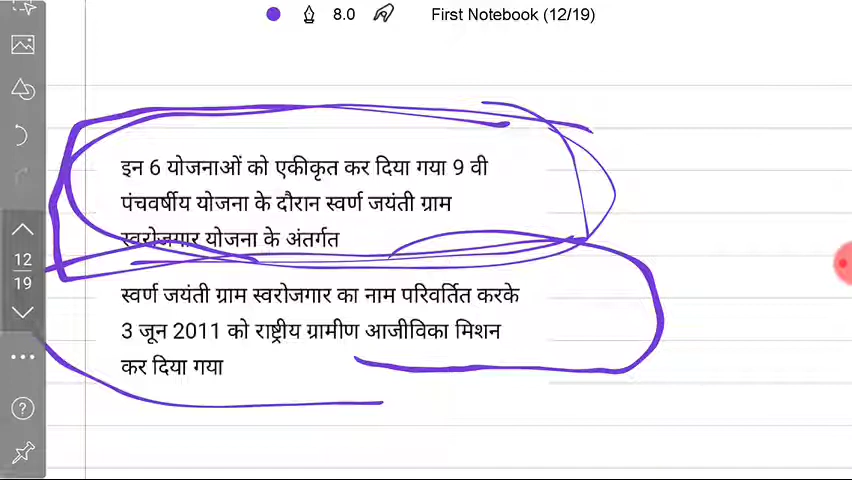 8.0 First Notebook (12/19)
इन 6 योजनाओं को एकीकृत कर दिया गया 9 वी
पंचवर्षीय योजना के दौरान स्वर्ण जयंती ग्राम
स्वरोजगार योजना के अंतर्गत
स्वर्ण जयंती ग्राम स्वरोजगार का नाम परिवर्तित करके
3 जून 2011 को राष्ट्रीय ग्रामीण आजीविका मिशन
कर दिया गया
12
19